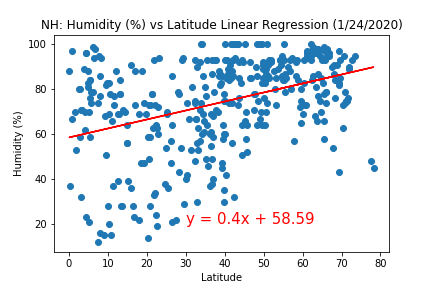 NH: Humidity (%) vs Latitude Linear Regression (1/24/2020)
100
80
60
40
20
Humidity (%)
y = 0.4x + 58.59
0 10 20 30 40 50 60 70 80
Latitude